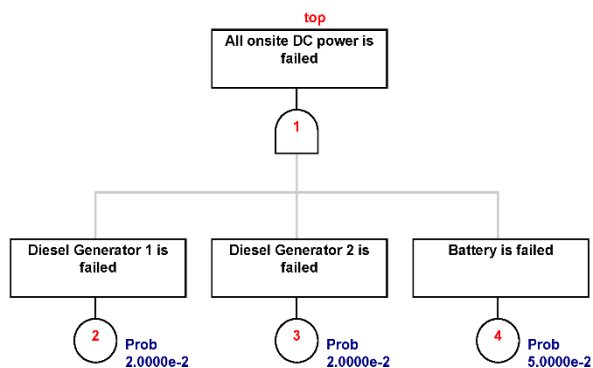 top
All onsite DC power is
failed
1
Diesel Generator 1 is
failed
Diesel Generator 2 is
failed
Battery is failed
2
Prob
2.0000e-2
3
Prob
2.0000e-2
4
Prob
5.0000e-2